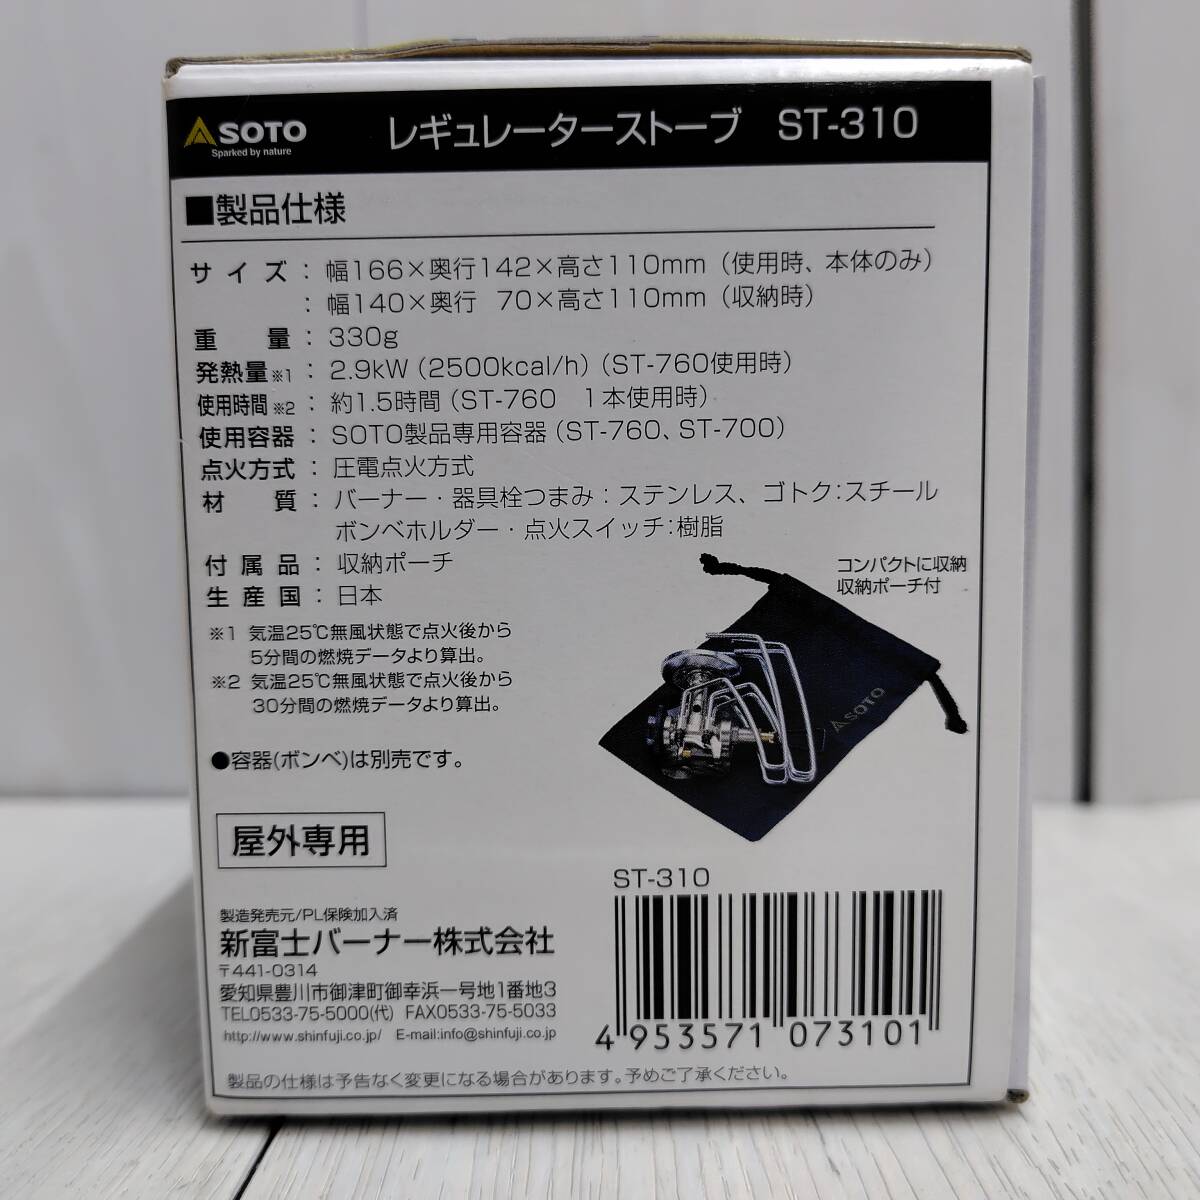 SOTO
Sparked by nature
レギュレーターストーブ ST-310
■製品仕様
サイズ：幅166×奥行142×高さ110mm（使用時、本体のみ）
：幅140×奥行 70×高さ110mm（収納時）
重量：330g
発熱量※1：2.9kW（2500kcal/h）（ST-760使用時）
使用時間※2：約1.5時間（ST-760 1本使用時）
使用容器：SOTO製品専用容器（ST-760、ST-700）
点火方式：圧電点火方式
材質：バーナー・器具栓つまみ：ステンレス、ゴトク：スチール
ボンベホルダー・点火スイッチ：樹脂
付属品：収納ポーチ
生産国：日本
コンパクトに収納
収納ポーチ付
※1 気温25℃無風状態で点火後から
5分間の燃焼データより算出。
※2 気温25℃無風状態で点火後から
30分間の燃焼データより算出。
SOTO
●容器(ボンベ)は別売です。
屋外専用
ST-310
製造発売元/PL保険加入済
新富士バーナー株式会社
〒441-0314
愛知県豊川市御津町御幸浜一号地1番地3
TEL0533-75-5000(代) FAX0533-75-5033
http://www.shinfuji.co.jp/ E-mail:info@shinfuji.co.jp
4 953571 073101
製品の仕様は予告なく変更になる場合があります。予めご了承ください。